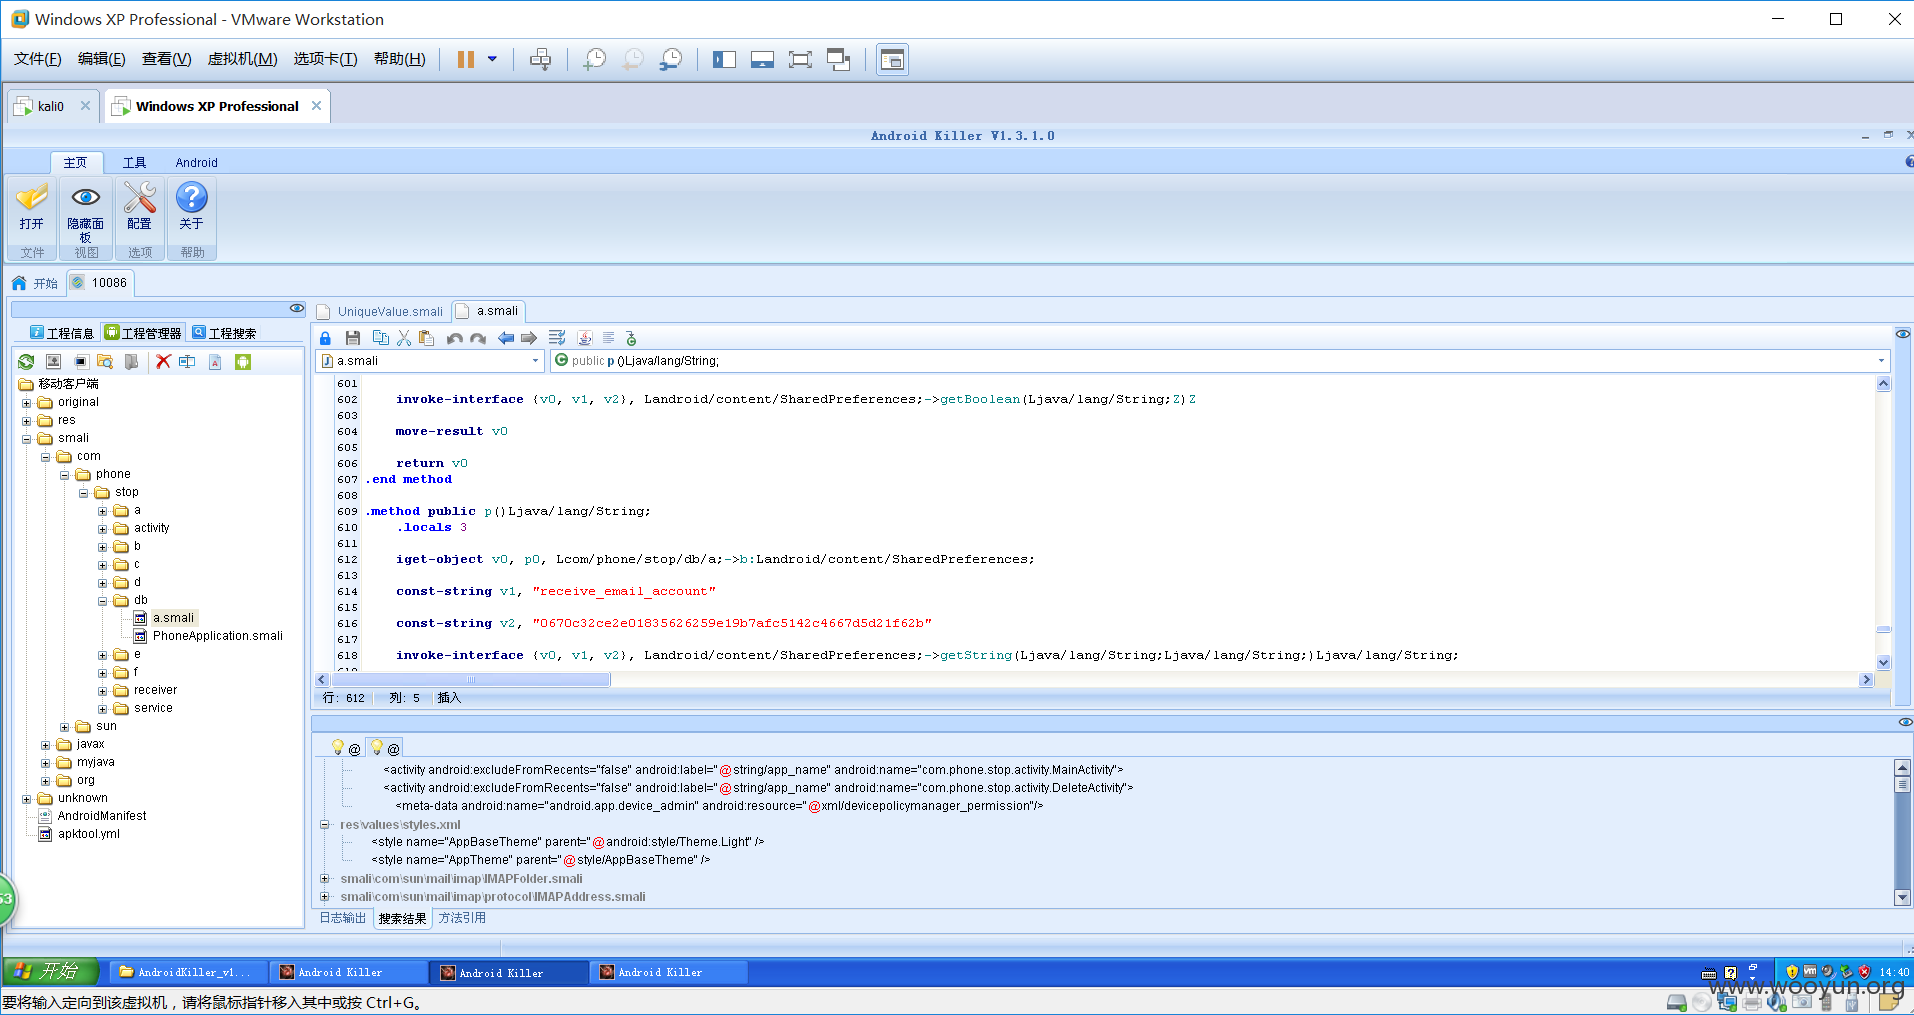 Windows XP Professional - VMware Workstation
文件(F) 编辑(E) 查看(V) 虚拟机(M) 选项卡(T) 帮助(H)
kali0 Windows XP Professional
Android Killer V1.3.1.0
主页 工具 Android
打开 隐藏面板 配置 关于
文件 视图 选项 帮助
开始 10086
工程信息 工程管理器 工程搜索
移动客户端
original
res
smali
com
phone
stop
a
activity
b
c
d
db
a.smali
PhoneApplication.smali
e
f
receiver
service
sun
javax
myjava
org
unknown
AndroidManifest
apktool.yml
UniqueValue.smali a.smali
a.smali public p ()Ljava/lang/String;
601
602 invoke-interface {v0, v1, v2}, Landroid/content/SharedPreferences;->getBoolean(Ljava/lang/String;Z)Z
603
604 move-result v0
605
606 return v0
607 .end method
608
609 .method public p()Ljava/lang/String;
610 .locals 3
611
612 iget-object v0, p0, Lcom/phone/stop/db/a;->b:Landroid/content/SharedPreferences;
613
614 const-string v1, "receive_email_account"
615
616 const-string v2, "0670c32ce2e01835626259e19b7afc5142c4667d5d21f62b"
617
618 invoke-interface {v0, v1, v2}, Landroid/content/SharedPreferences;->getString(Ljava/lang/String;Ljava/lang/String;)Ljava/lang/String;
行: 612 列: 5 插入
@ @
<activity android:excludeFromRecents="false" android:label="@string/app_name" android:name="com.phone.stop.activity.MainActivity">
<activity android:excludeFromRecents="false" android:label="@string/app_name" android:name="com.phone.stop.activity.DeleteActivity">
<meta-data android:name="android.app.device_admin" android:resource="@xml/devicepolicymanager_permission"/>
res\values\styles.xml
<style name="AppBaseTheme" parent="@android:style/Theme.Light" />
<style name="AppTheme" parent="@style/AppBaseTheme" />
smali\com\sun\mail\imap\IMAPFolder.smali
smali\com\sun\mail\imap\protocol\IMAPAddress.smali
日志输出 搜索结果 方法引用
开始 AndroidKiller_v1... Android Killer Android Killer Android Killer 14:40
要将输入定向到该虚拟机，请将鼠标指针移入其中或按 Ctrl+G。
www.wooyun.org
53